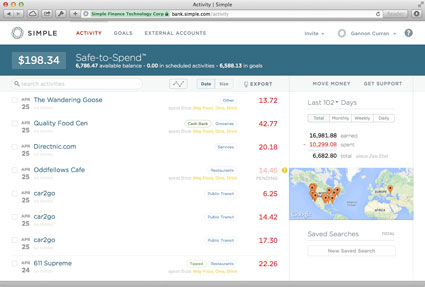 Activity | Simple
Simple Finance Technology Corp
bank.simple.com/activity
Reader
SIMPLE
ACTIVITY
GOALS
EXTERNAL ACCOUNTS
Invite
Gannon Curran
?
$198.34
Safe-to-Spend™
6,786.47 available balance - 0.00 in scheduled activities - 6,588.13 in goals
search activities
Date
Size
EXPORT
MOVE MONEY
GET SUPPORT
APR
25
The Wandering Goose
Other
13.72
APR
25
Quality Food Cen
Cash Back
Groceries
42.77
APR
25
Directnic.com
Services
20.18
APR
25
Oddfellows Cafe
Restaurants
14.46
PENDING
APR
25
car2go
Public Transit
6.25
APR
25
car2go
Public Transit
14.42
APR
25
car2go
Public Transit
17.30
APR
24
611 Supreme
Tipped
Restaurants
22.26
Last 102 Days
Total
Monthly
Weekly
Daily
16,981.88 earned
- 10,299.08 spent
6,682.80 total
EUROPE
AFRICA
Saved Searches
TOTAL
New Saved Search